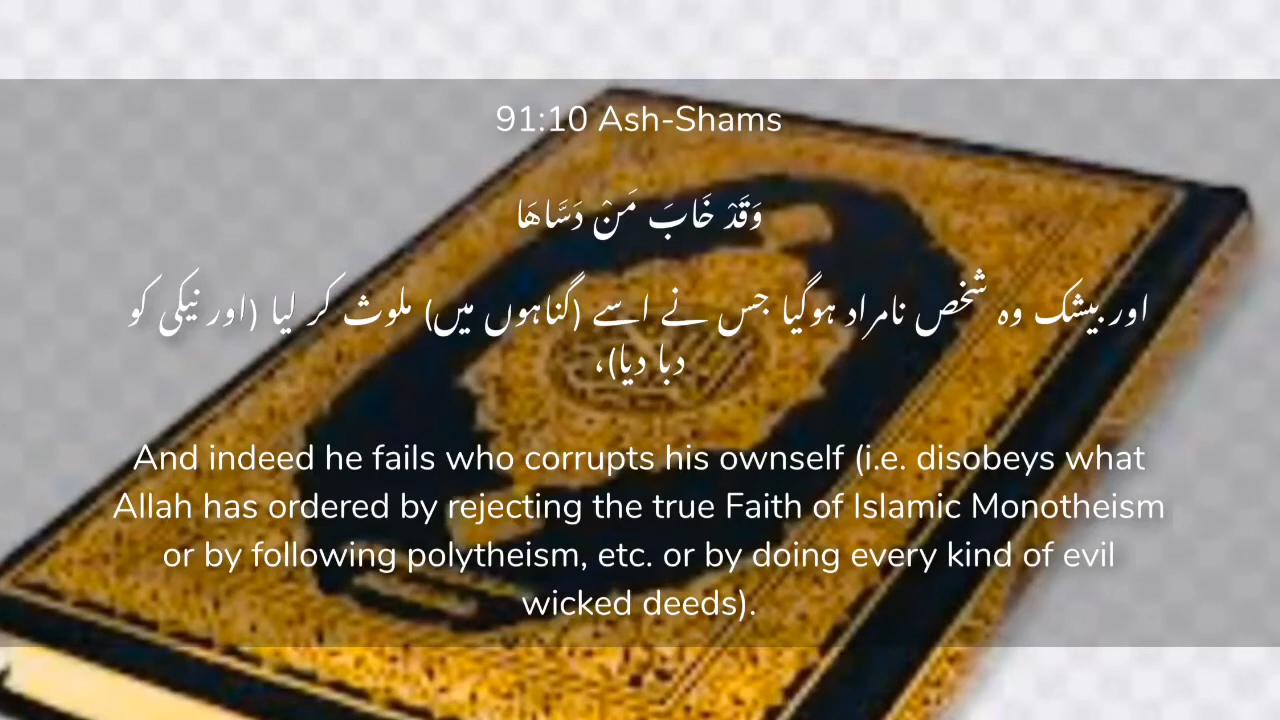 91:10 Ash-Shams
وَقَدْ خَابَ مَنْ دَسَّاهَا
اور بیشک وہ شخص نامراد ہوگیا جس نے اسے (گناہوں میں) ملوث کر لیا (اور نیکی کو
دبا دیا)،
And indeed he fails who corrupts his ownself (i.e. disobeys what
Allah has ordered by rejecting the true Faith of Islamic Monotheism
or by following polytheism, etc. or by doing every kind of evil
wicked deeds).